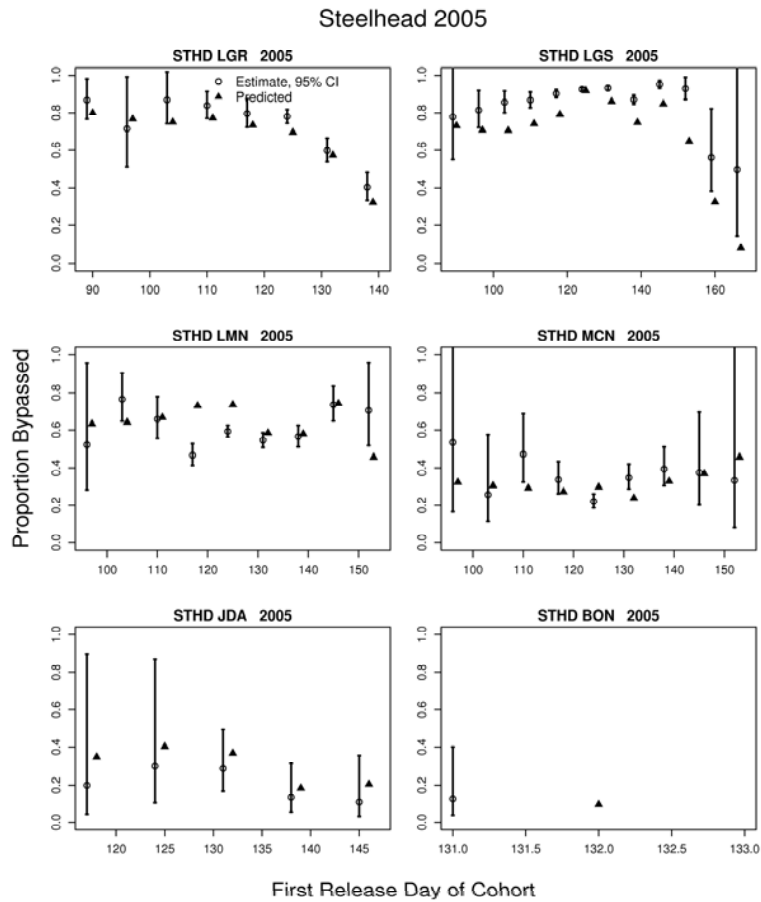 Steelhead 2005
STHD LGR 2005
Estimate, 95% CI
Predicted
0.0 0.2 0.4 0.6 0.8 1.0
90 100 110 120 130 140
STHD LGS 2005
0.0 0.2 0.4 0.6 0.8 1.0
100 120 140 160
Proportion Bypassed
STHD LMN 2005
0.0 0.2 0.4 0.6 0.8 1.0
100 110 120 130 140 150
STHD MCN 2005
0.0 0.2 0.4 0.6 0.8 1.0
100 110 120 130 140 150
STHD JDA 2005
0.0 0.2 0.4 0.6 0.8 1.0
120 125 130 135 140 145
STHD BON 2005
0.0 0.2 0.4 0.6 0.8 1.0
131.0 131.5 132.0 132.5 133.0
First Release Day of Cohort